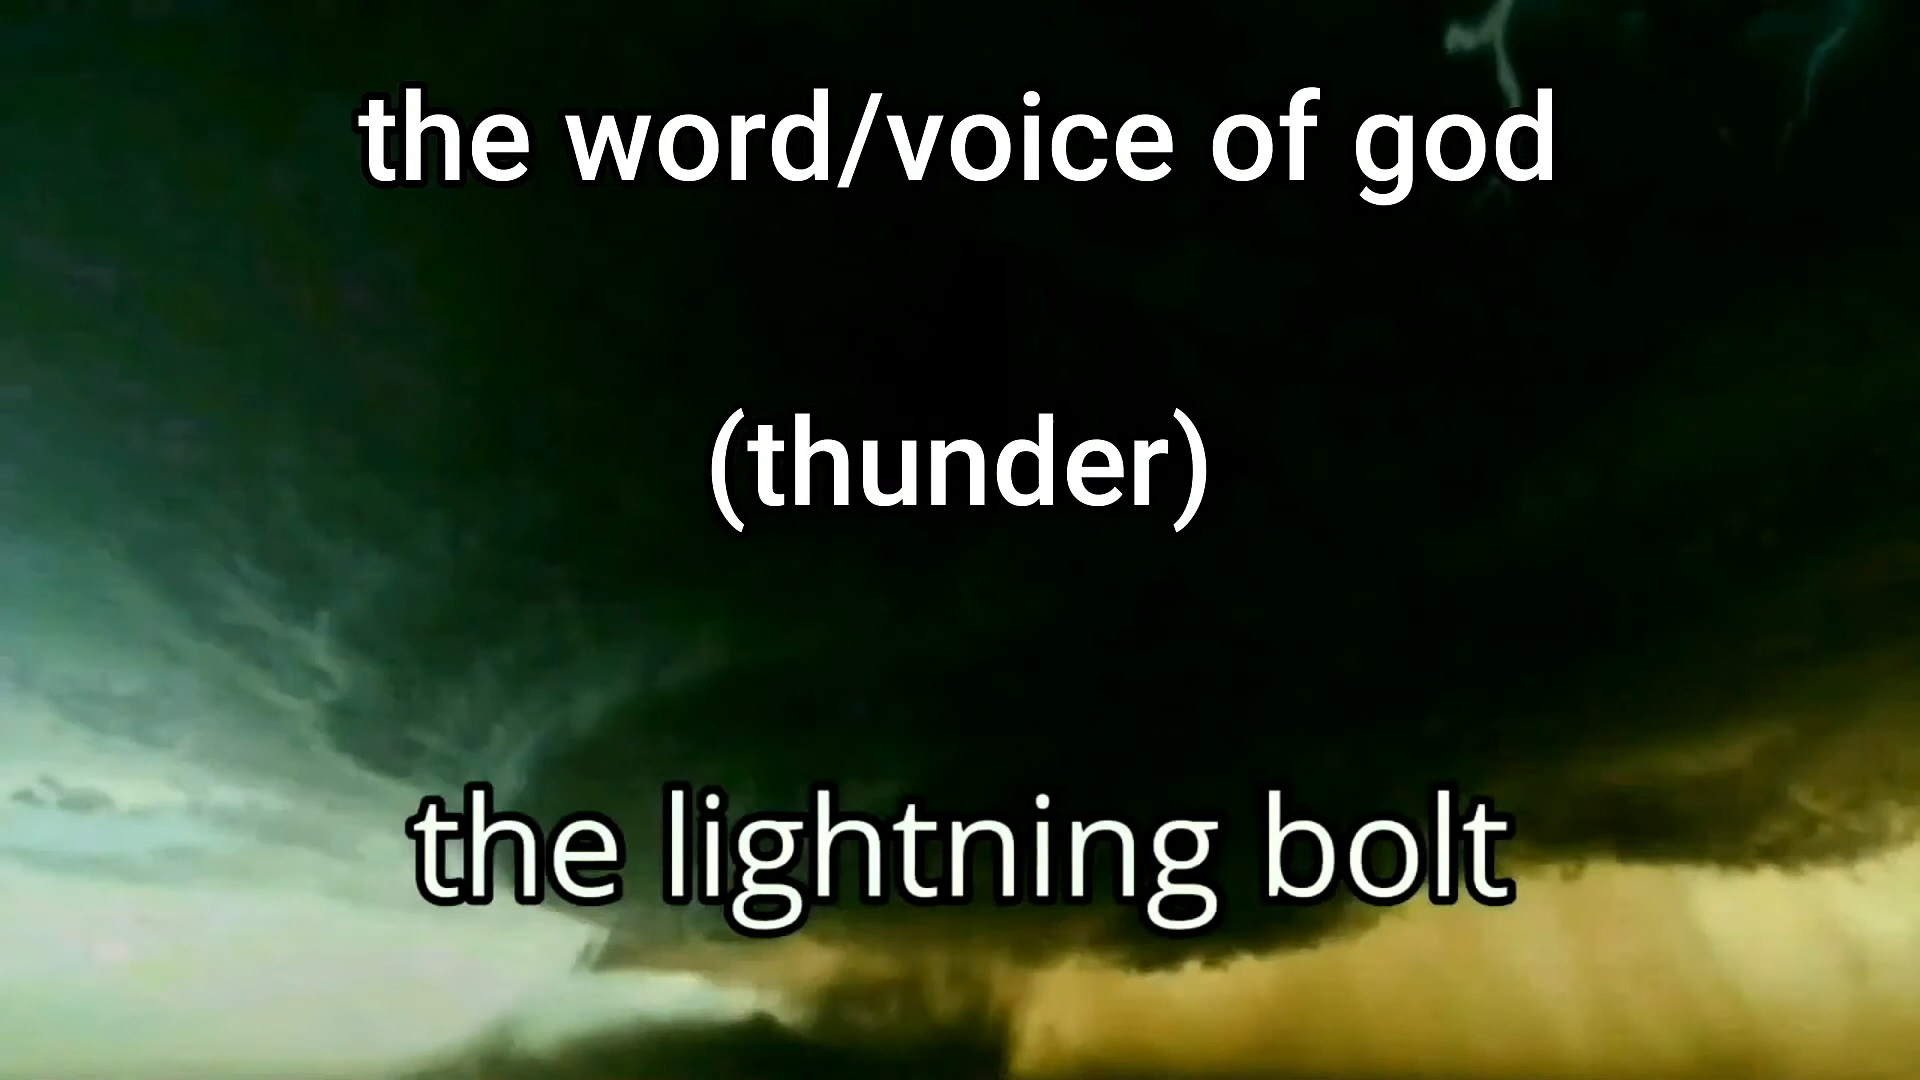 the word/voice of god
(thunder)
the lightning bolt